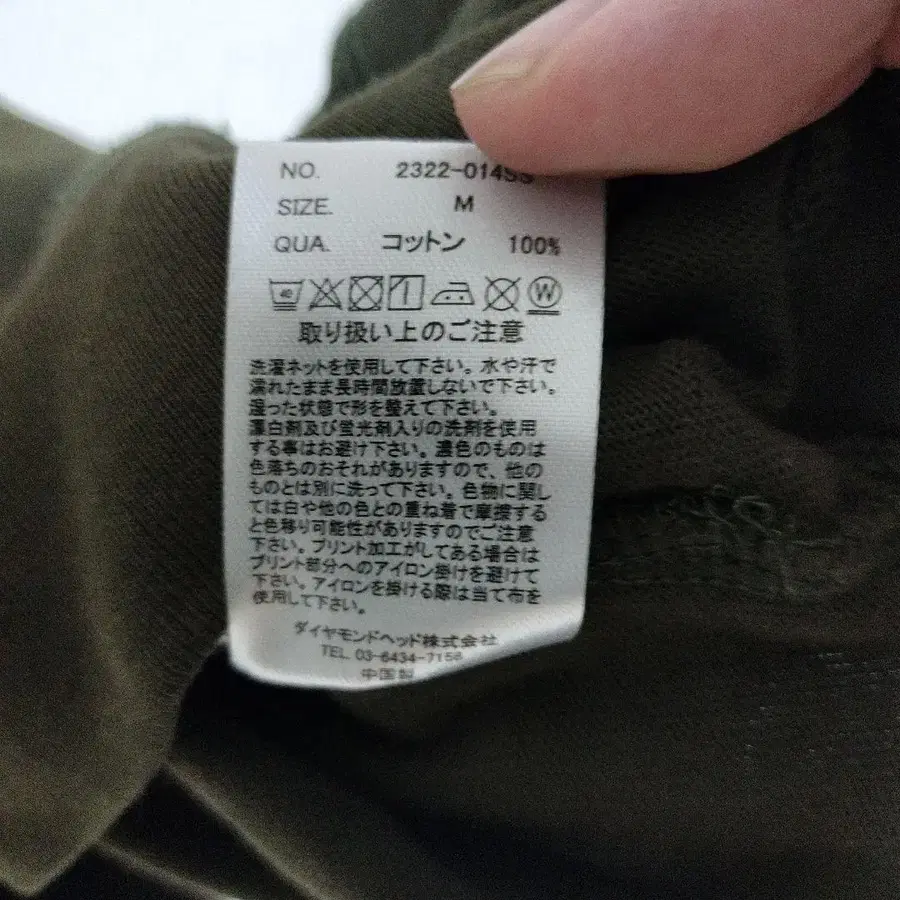 NO. 2322-014SS
SIZE. M
QUA. コットン 100%
40 W
取り扱い上のご注意
洗濯ネットを使用して下さい。水や汗で
濡れたまま長時間放置しないで下さい。
湿った状態で形を整えて下さい。
漂白剤及び蛍光剤入りの洗剤を使用
する事はお避け下さい。濃色のものは
色落ちのおそれがありますので、他の
ものとは別に洗って下さい。色物に関し
ては白や他の色との重ね着で摩擦する
と色移り可能性がありますのでご注意
下さい。プリント加工がしてある場合は
プリント部分へのアイロン掛けを避けて
下さい。アイロンを掛ける際は当て布を
使用して下さい。
ダイヤモンドヘッド株式会社
TEL 03-6434-7156
中国製